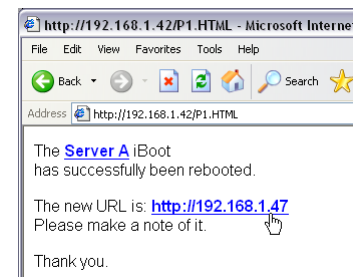 http://192.168.1.42/P1.HTML - Microsoft Interne
File Edit View Favorites Tools Help
Back Search
Address http://192.168.1.42/P1.HTML
The Server A iBoot
has successfully been rebooted.
The new URL is: http://192.168.1.47
Please make a note of it.
Thank you.